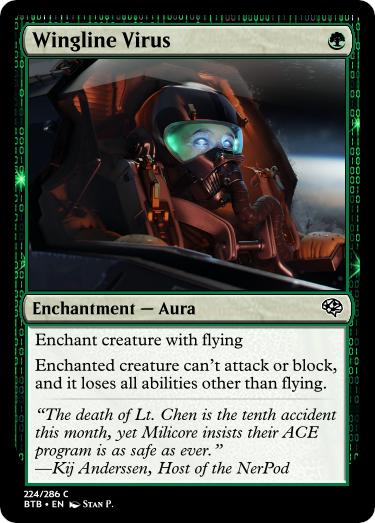 Wingline Virus
Enchantment — Aura
Enchant creature with flying
Enchanted creature can’t attack or block,
and it loses all abilities other than flying.
“The death of Lt. Chen is the tenth accident
this month, yet Milicore insists their ACE
program is as safe as ever.”
—Kij Anderssen, Host of the NerPod
224/286 C
BTB • EN Stan P.